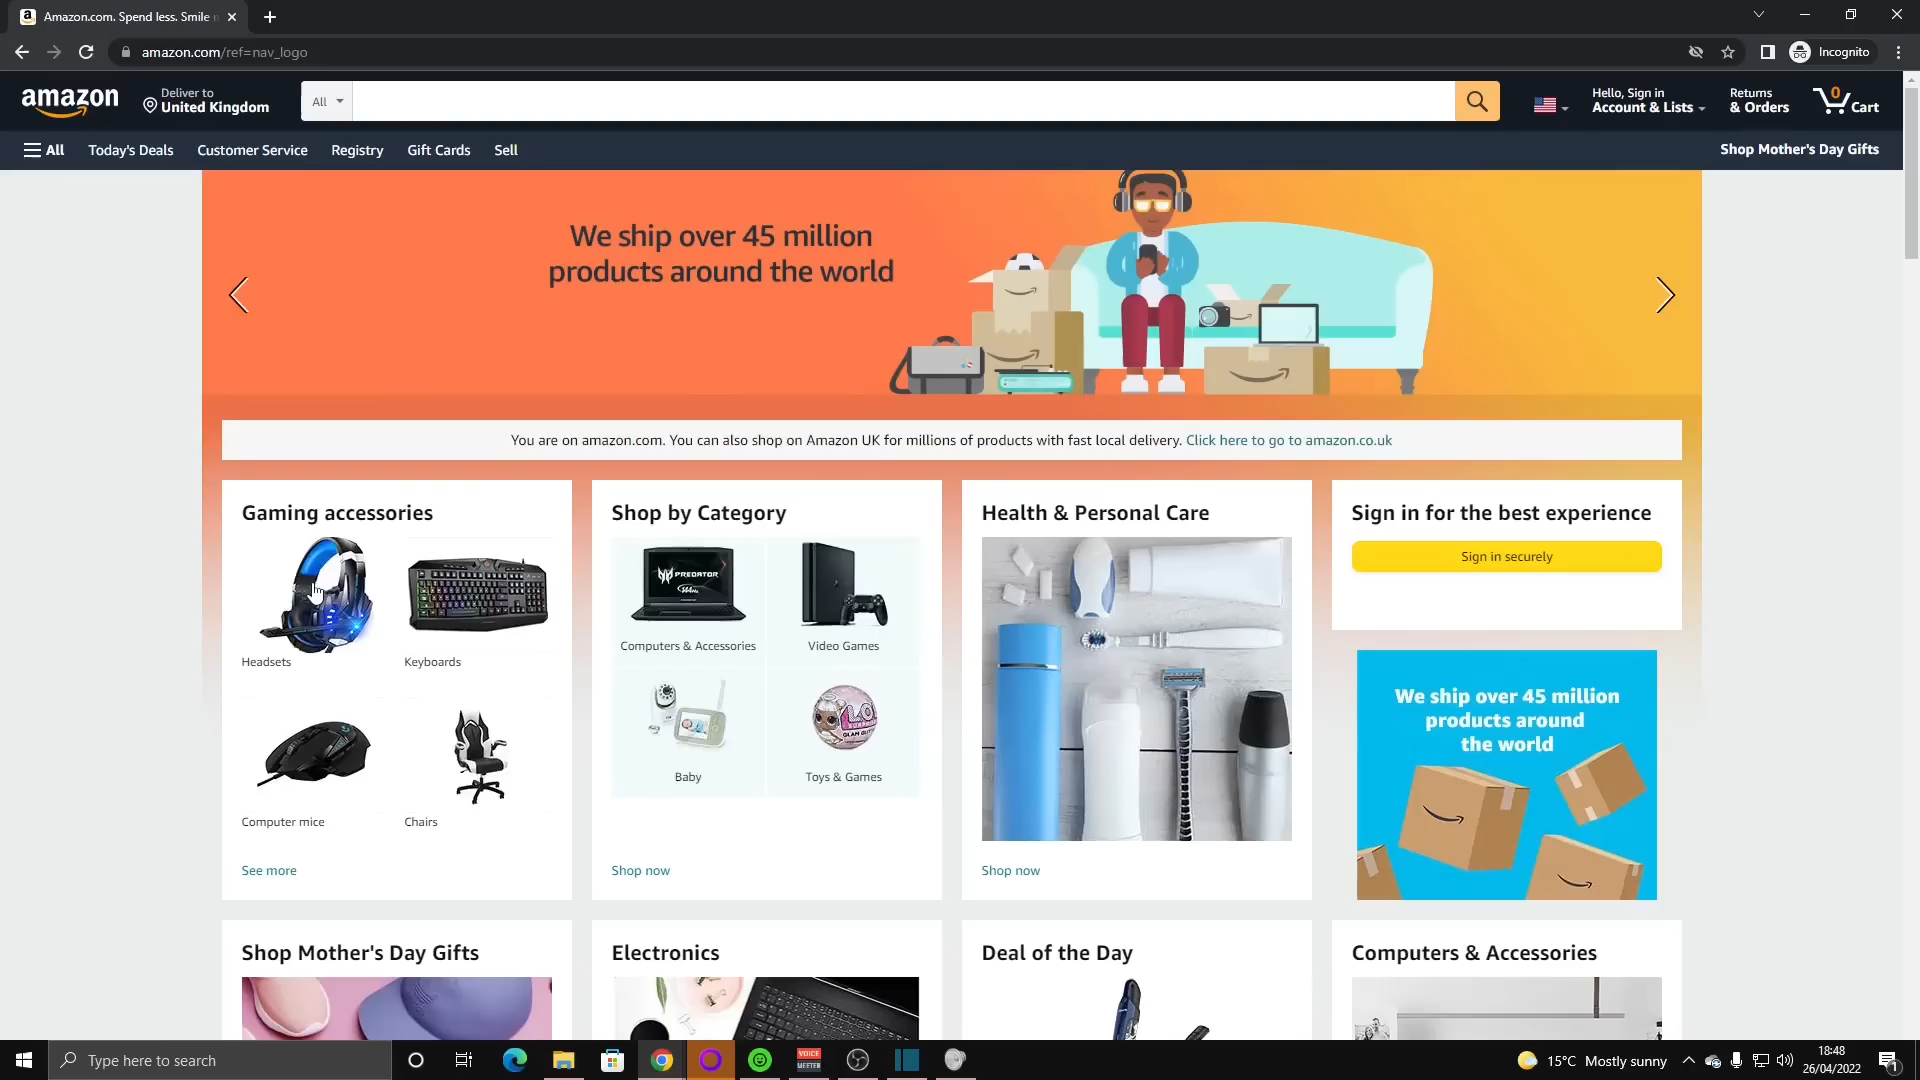 Amazon.com. Spend less. Smile
amazon.com/ref=nav_logo
Incognito
amazon
Deliver to
United Kingdom
All
Hello, Sign in
Account & Lists
Returns
& Orders
0
Cart
All
Today's Deals
Customer Service
Registry
Gift Cards
Sell
Shop Mother's Day Gifts
We ship over 45 million
products around the world
You are on amazon.com. You can also shop on Amazon UK for millions of products with fast local delivery. Click here to go to amazon.co.uk
Gaming accessories
Headsets
Keyboards
Computer mice
Chairs
See more
Shop by Category
PREDATOR
Computers & Accessories
Video Games
Baby
Toys & Games
Shop now
Health & Personal Care
Shop now
Sign in for the best experience
Sign in securely
We ship over 45 million
products around
the world
Shop Mother's Day Gifts
Electronics
Deal of the Day
Computers & Accessories
Type here to search
VOICE
MEETER
15°C Mostly sunny
18:48
26/04/2022
1